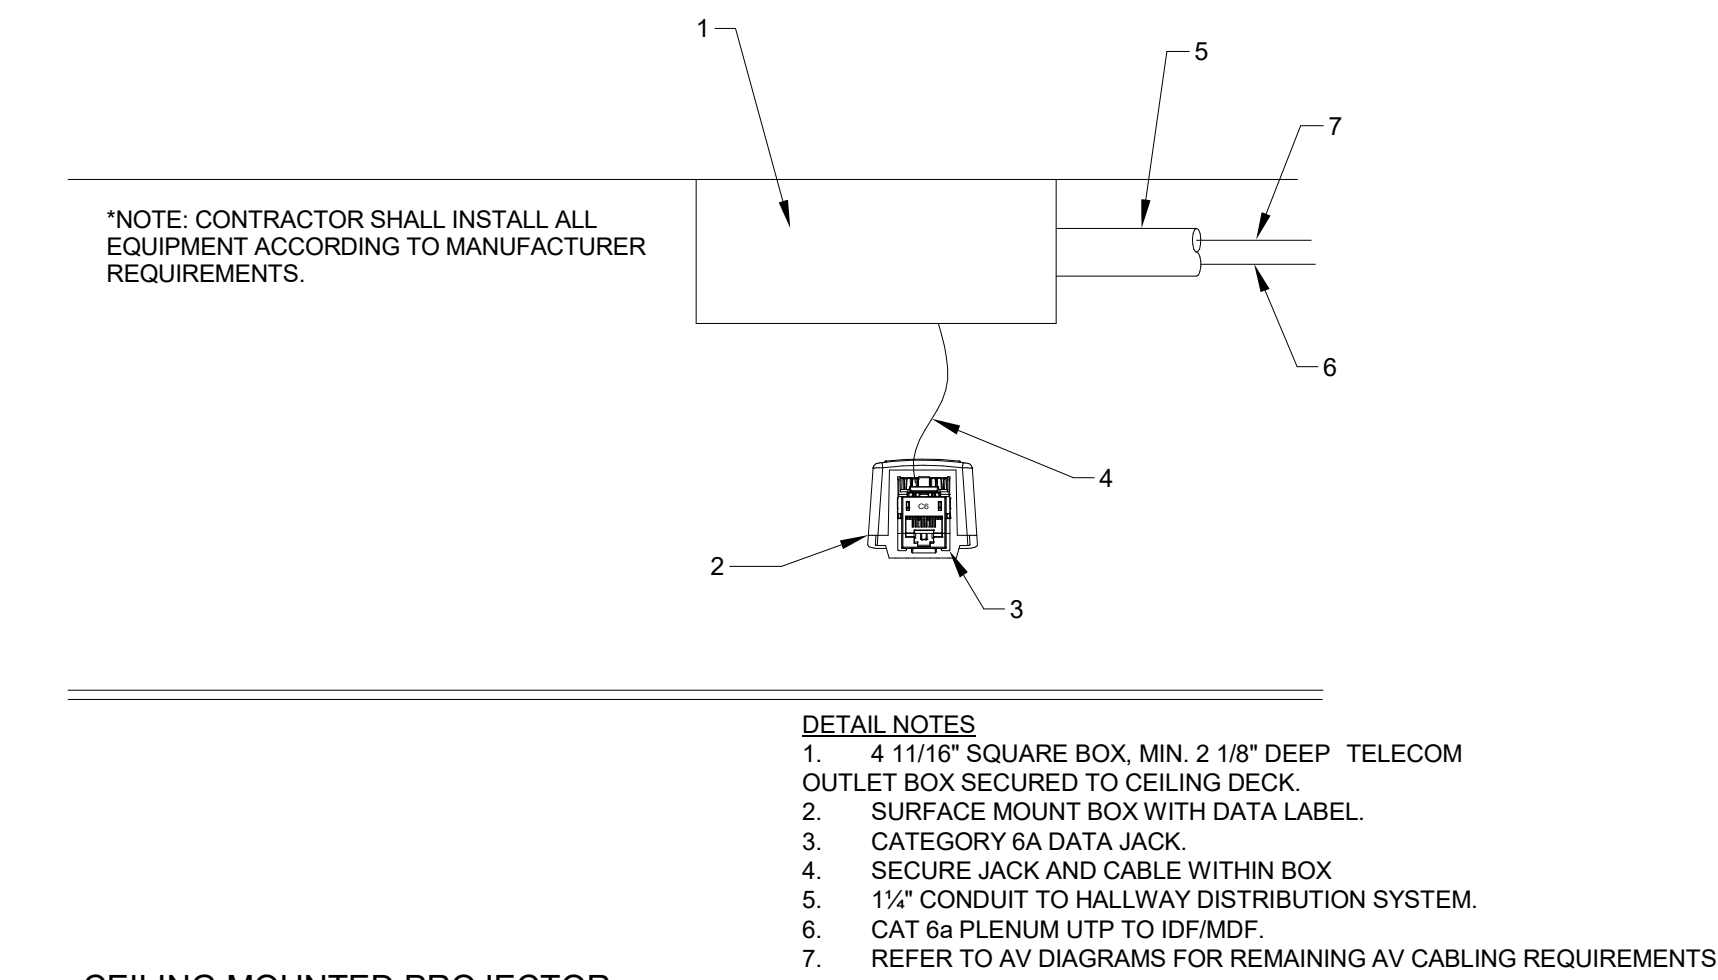 1
5
7
*NOTE: CONTRACTOR SHALL INSTALL ALL
EQUIPMENT ACCORDING TO MANUFACTURER
REQUIREMENTS.
6
4
C6
2
3
DETAIL NOTES
1. 4 11/16" SQUARE BOX, MIN. 2 1/8" DEEP TELECOM
OUTLET BOX SECURED TO CEILING DECK.
2. SURFACE MOUNT BOX WITH DATA LABEL.
3. CATEGORY 6A DATA JACK.
4. SECURE JACK AND CABLE WITHIN BOX
5. 1¼" CONDUIT TO HALLWAY DISTRIBUTION SYSTEM.
6. CAT 6a PLENUM UTP TO IDF/MDF.
7. REFER TO AV DIAGRAMS FOR REMAINING AV CABLING REQUIREMENTS
CEILING MOUNTED PROJECTOR